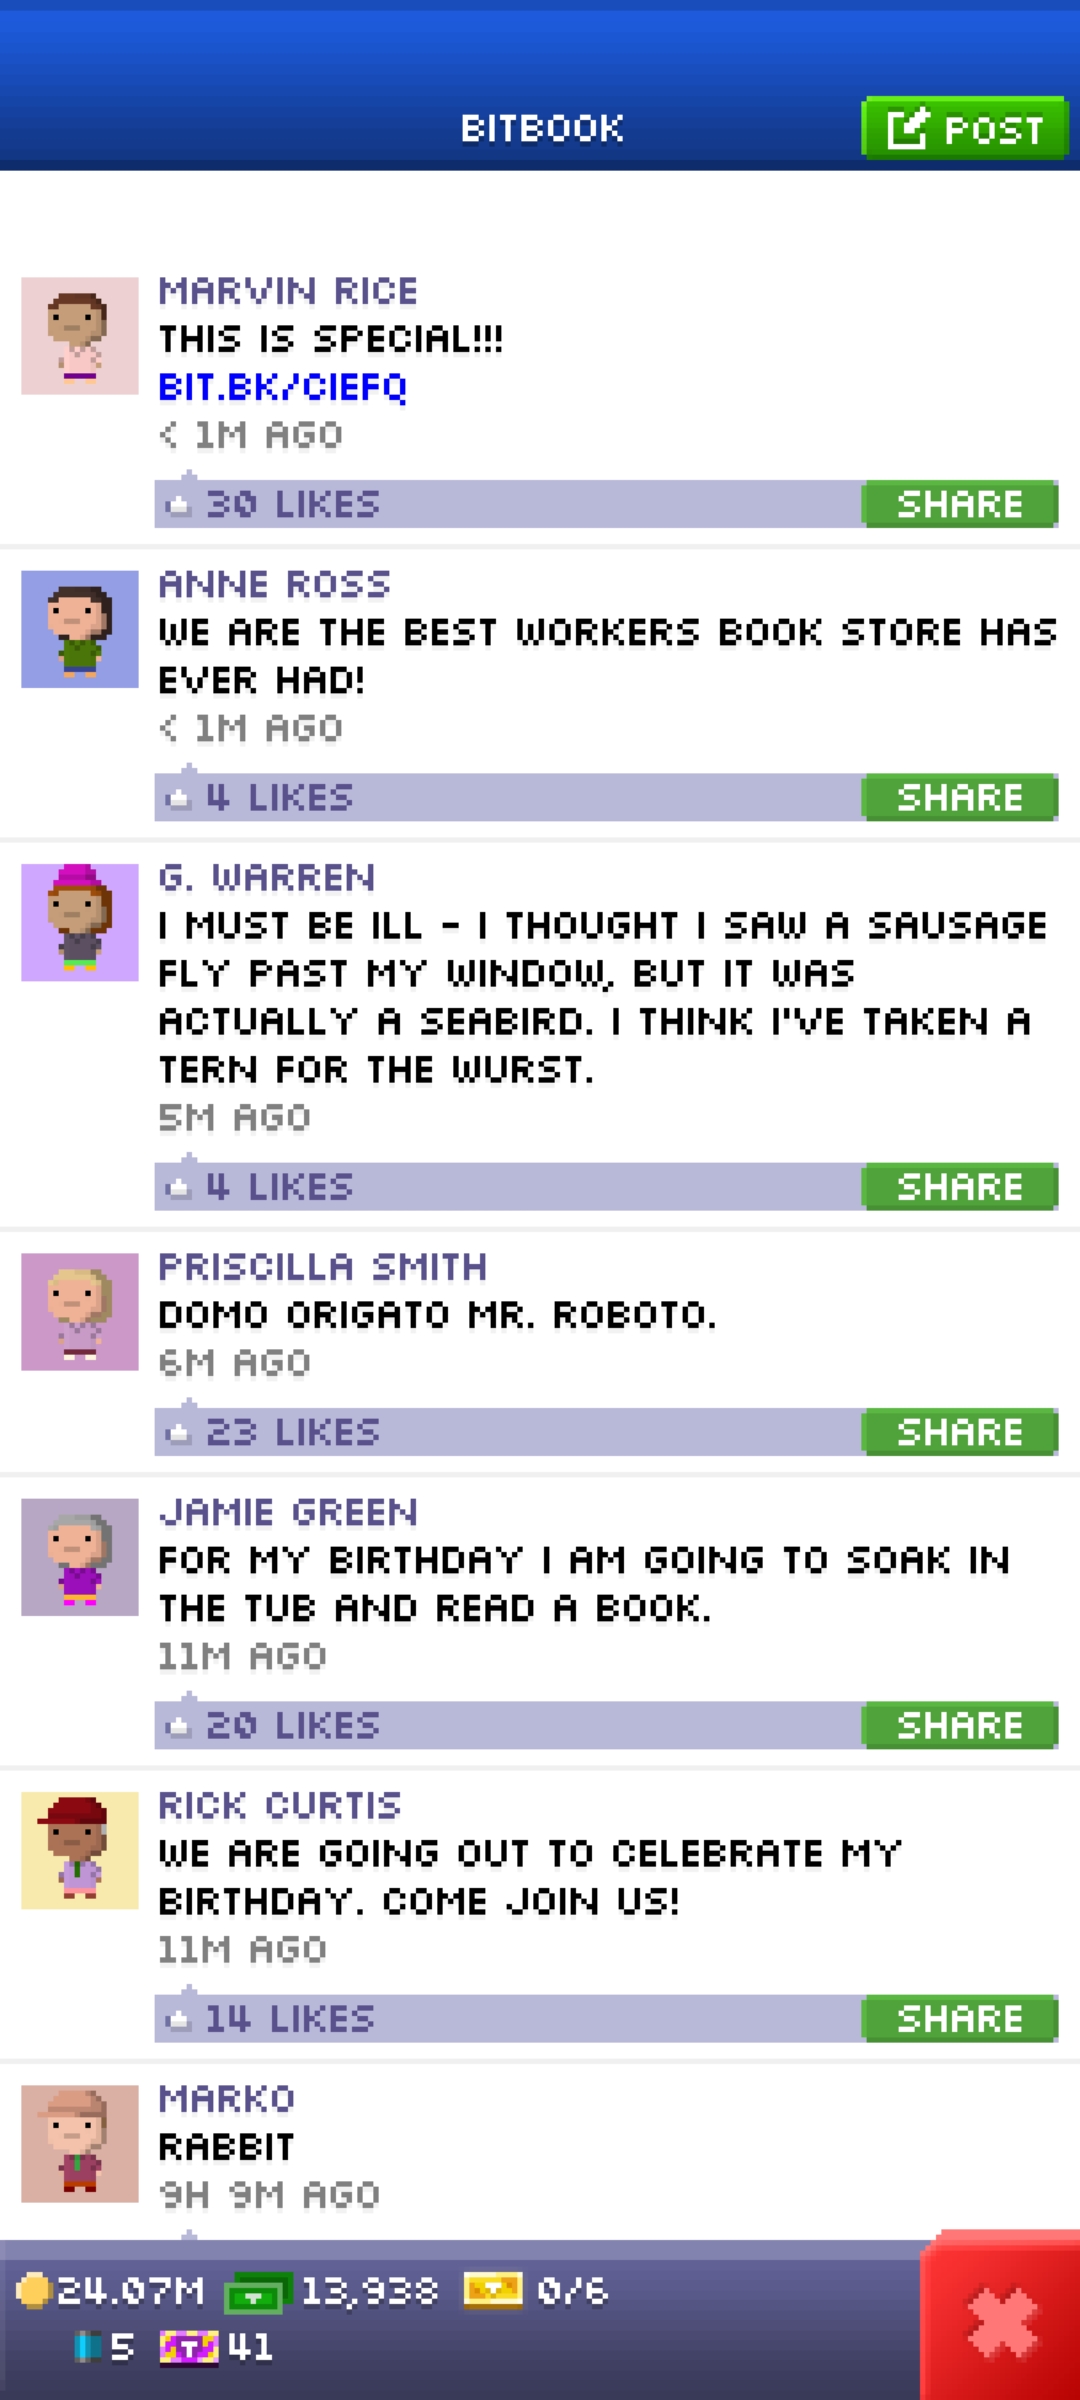 BITBOOK
POST
MARVIN RICE
THIS IS SPECIAL!!!
BIT.BK/CIEFQ
< 1M AGO
30 LIKES
SHARE
ANNE ROSS
WE ARE THE BEST WORKERS BOOK STORE HAS
EVER HAD!
< 1M AGO
4 LIKES
SHARE
G. WARREN
I MUST BE ILL - I THOUGHT I SAW A SAUSAGE
FLY PAST MY WINDOW, BUT IT WAS
ACTUALLY A SEABIRD. I THINK I'VE TAKEN A
TERN FOR THE WURST.
5M AGO
4 LIKES
SHARE
PRISCILLA SMITH
DOMO ORIGATO MR. ROBOTO.
6M AGO
23 LIKES
SHARE
JAMIE GREEN
FOR MY BIRTHDAY I AM GOING TO SOAK IN
THE TUB AND READ A BOOK.
11M AGO
20 LIKES
SHARE
RICK CURTIS
WE ARE GOING OUT TO CELEBRATE MY
BIRTHDAY. COME JOIN US!
11M AGO
14 LIKES
SHARE
MARKO
RABBIT
9H 9M AGO
24.07M 13,938 0/6
5 T 41